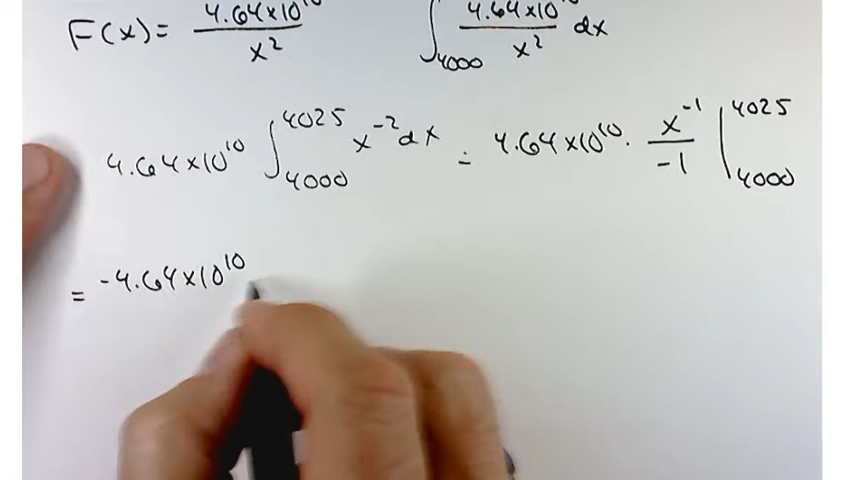 F(x) = 4.64×10^10 / x^2    ∫_4000 4.64×10 / x^2 dx
4.64×10^10 ∫_4000^4025 x^-2 dx = 4.64×10^10 · x^-1 / -1 |_4000^4025
= -4.64×10^10